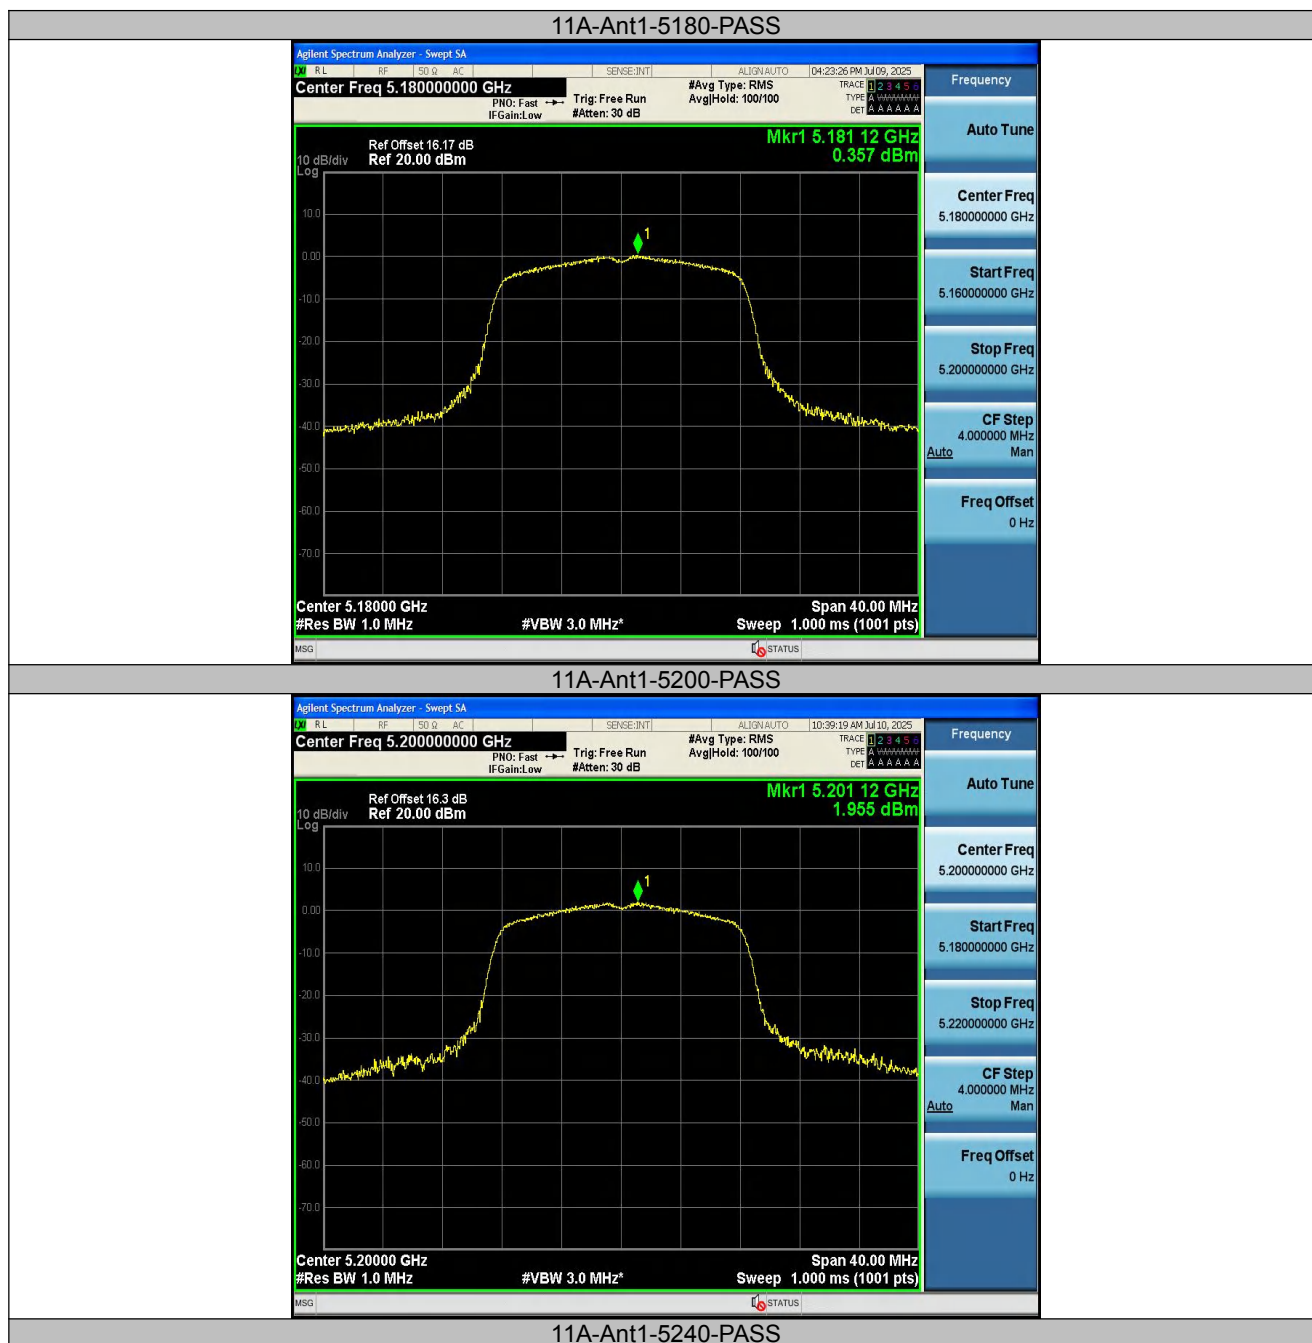 11A-Ant1-5180-PASS
Agilent Spectrum Analyzer - Swept SA
LXI RL RF 50 Ω AC SENSE:INT ALIGN AUTO 04:23:26 PM Jul 09, 2025
Center Freq 5.180000000 GHz
PNO: Fast
IFGain:Low
Trig: Free Run
#Atten: 30 dB
#Avg Type: RMS
Avg|Hold: 100/100
TRACE 1 2 3 4 5 6
TYPE A WWWWW
DET A A A A A A
Mkr1 5.181 12 GHz
0.357 dBm
Ref Offset 16.17 dB
10 dB/div Ref 20.00 dBm
Log
10.0
0.00
-10.0
-20.0
-30.0
-40.0
-50.0
-60.0
-70.0
1
Center 5.18000 GHz Span 40.00 MHz
#Res BW 1.0 MHz #VBW 3.0 MHz* Sweep 1.000 ms (1001 pts)
MSG STATUS
Frequency
Auto Tune
Center Freq
5.180000000 GHz
Start Freq
5.160000000 GHz
Stop Freq
5.200000000 GHz
CF Step
4.000000 MHz
Auto Man
Freq Offset
0 Hz
11A-Ant1-5200-PASS
Agilent Spectrum Analyzer - Swept SA
LXI RL RF 50 Ω AC SENSE:INT ALIGN AUTO 10:39:19 AM Jul 10, 2025
Center Freq 5.200000000 GHz
PNO: Fast
IFGain:Low
Trig: Free Run
#Atten: 30 dB
#Avg Type: RMS
Avg|Hold: 100/100
TRACE 1 2 3 4 5 6
TYPE A WWWWW
DET A A A A A A
Mkr1 5.201 12 GHz
1.955 dBm
Ref Offset 16.3 dB
10 dB/div Ref 20.00 dBm
Log
10.0
0.00
-10.0
-20.0
-30.0
-40.0
-50.0
-60.0
-70.0
1
Center 5.20000 GHz Span 40.00 MHz
#Res BW 1.0 MHz #VBW 3.0 MHz* Sweep 1.000 ms (1001 pts)
MSG STATUS
Frequency
Auto Tune
Center Freq
5.200000000 GHz
Start Freq
5.180000000 GHz
Stop Freq
5.220000000 GHz
CF Step
4.000000 MHz
Auto Man
Freq Offset
0 Hz
11A-Ant1-5240-PASS